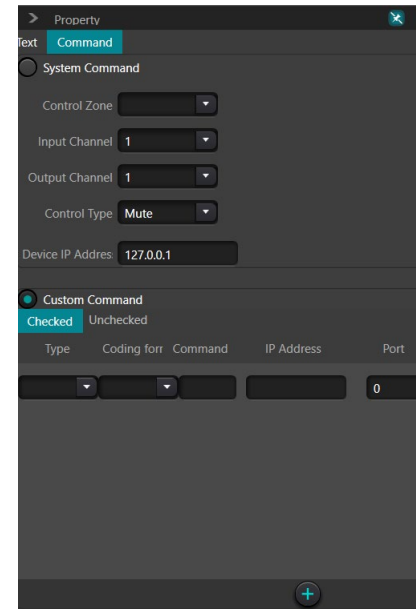 Property
Text Command
System Command
Control Zone
Input Channel 1
Output Channel 1
Control Type Mute
Device IP Addres 127.0.0.1
Custom Command
Checked Unchecked
Type Coding forr Command IP Address Port
0